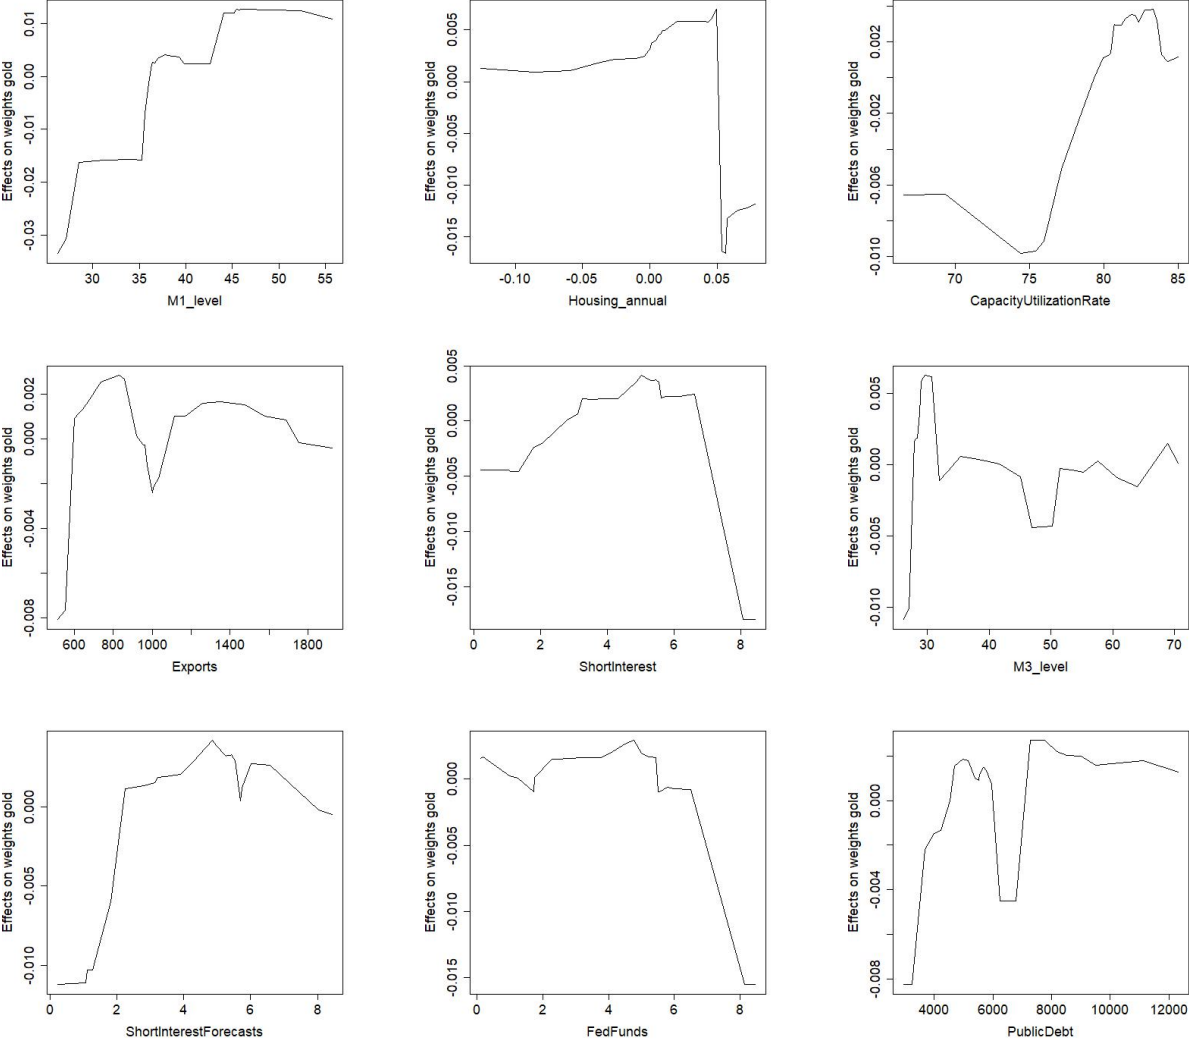 Effects on weights gold
0.01
0.00
-0.01
-0.02
-0.03
30 35 40 45 50 55
M1_level
Effects on weights gold
0.005
0.000
-0.005
-0.010
-0.015
-0.10 -0.05 0.00 0.05
Housing_annual
Effects on weights gold
0.002
-0.002
-0.006
-0.010
70 75 80 85
CapacityUtilizationRate
Effects on weights gold
0.002
0.000
-0.004
-0.008
600 800 1000 1400 1800
Exports
Effects on weights gold
0.005
0.000
-0.005
-0.010
-0.015
0 2 4 6 8
ShortInterest
Effects on weights gold
0.005
0.000
-0.005
-0.010
30 40 50 60 70
M3_level
Effects on weights gold
0.000
-0.005
-0.010
0 2 4 6 8
ShortInterestForecasts
Effects on weights gold
0.000
-0.005
-0.010
-0.015
0 2 4 6 8
FedFunds
Effects on weights gold
0.000
-0.004
-0.008
4000 6000 8000 10000 12000
PublicDebt